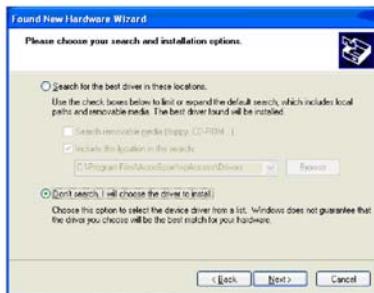 Found New Hardware Wizard
Please choose your search and installation options.
Search for the best driver in these locations.
Use the check boxes below to limit or expand the default search, which includes local
paths and removable media. The best driver found will be installed.
Search removable media (floppy, CD-ROM...)
Include this location in the search:
Browse
Don't search. I will choose the driver to install.
Choose this option to select the device driver from a list. Windows does not guarantee that
the driver you choose will be the best match for your hardware.
< Back
Next >
Cancel